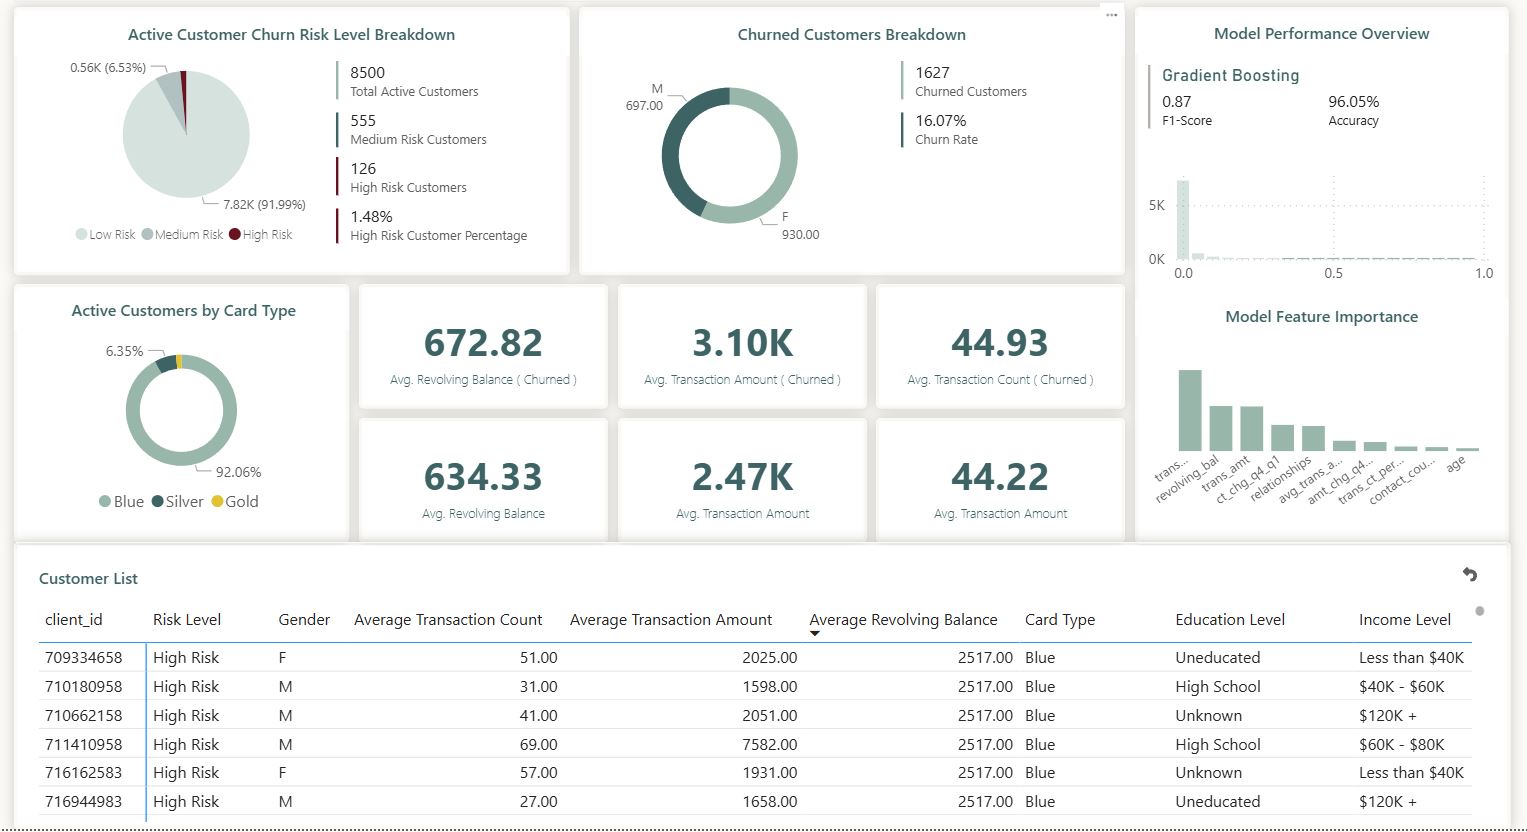 Active Customer Churn Risk Level Breakdown
0.56K (6.53%)
7.82K (91.99%)
Low Risk Medium Risk High Risk
8500
Total Active Customers
555
Medium Risk Customers
126
High Risk Customers
1.48%
High Risk Customer Percentage
Churned Customers Breakdown
M
697.00
F
930.00
1627
Churned Customers
16.07%
Churn Rate
Model Performance Overview
Gradient Boosting
0.87 96.05%
F1-Score Accuracy
5K
0K
0.0 0.5 1.0
Active Customers by Card Type
6.35%
92.06%
Blue Silver Gold
672.82
Avg. Revolving Balance ( Churned )
3.10K
Avg. Transaction Amount ( Churned )
44.93
Avg. Transaction Count ( Churned )
634.33
Avg. Revolving Balance
2.47K
Avg. Transaction Amount
44.22
Avg. Transaction Amount
Model Feature Importance
trans...
revolving_bal
trans_amt
ct_chg_q4_q1
relationships
avg_trans_a...
amt_chg_q4...
trans_ct_per...
contact_cou...
age
Customer List
client_id Risk Level Gender Average Transaction Count Average Transaction Amount Average Revolving Balance Card Type Education Level Income Level
709334658 High Risk F 51.00 2025.00 2517.00 Blue Uneducated Less than $40K
710180958 High Risk M 31.00 1598.00 2517.00 Blue High School $40K - $60K
710662158 High Risk M 41.00 2051.00 2517.00 Blue Unknown $120K +
711410958 High Risk M 69.00 7582.00 2517.00 Blue High School $60K - $80K
716162583 High Risk F 57.00 1931.00 2517.00 Blue Unknown Less than $40K
716944983 High Risk M 27.00 1658.00 2517.00 Blue Uneducated $120K +